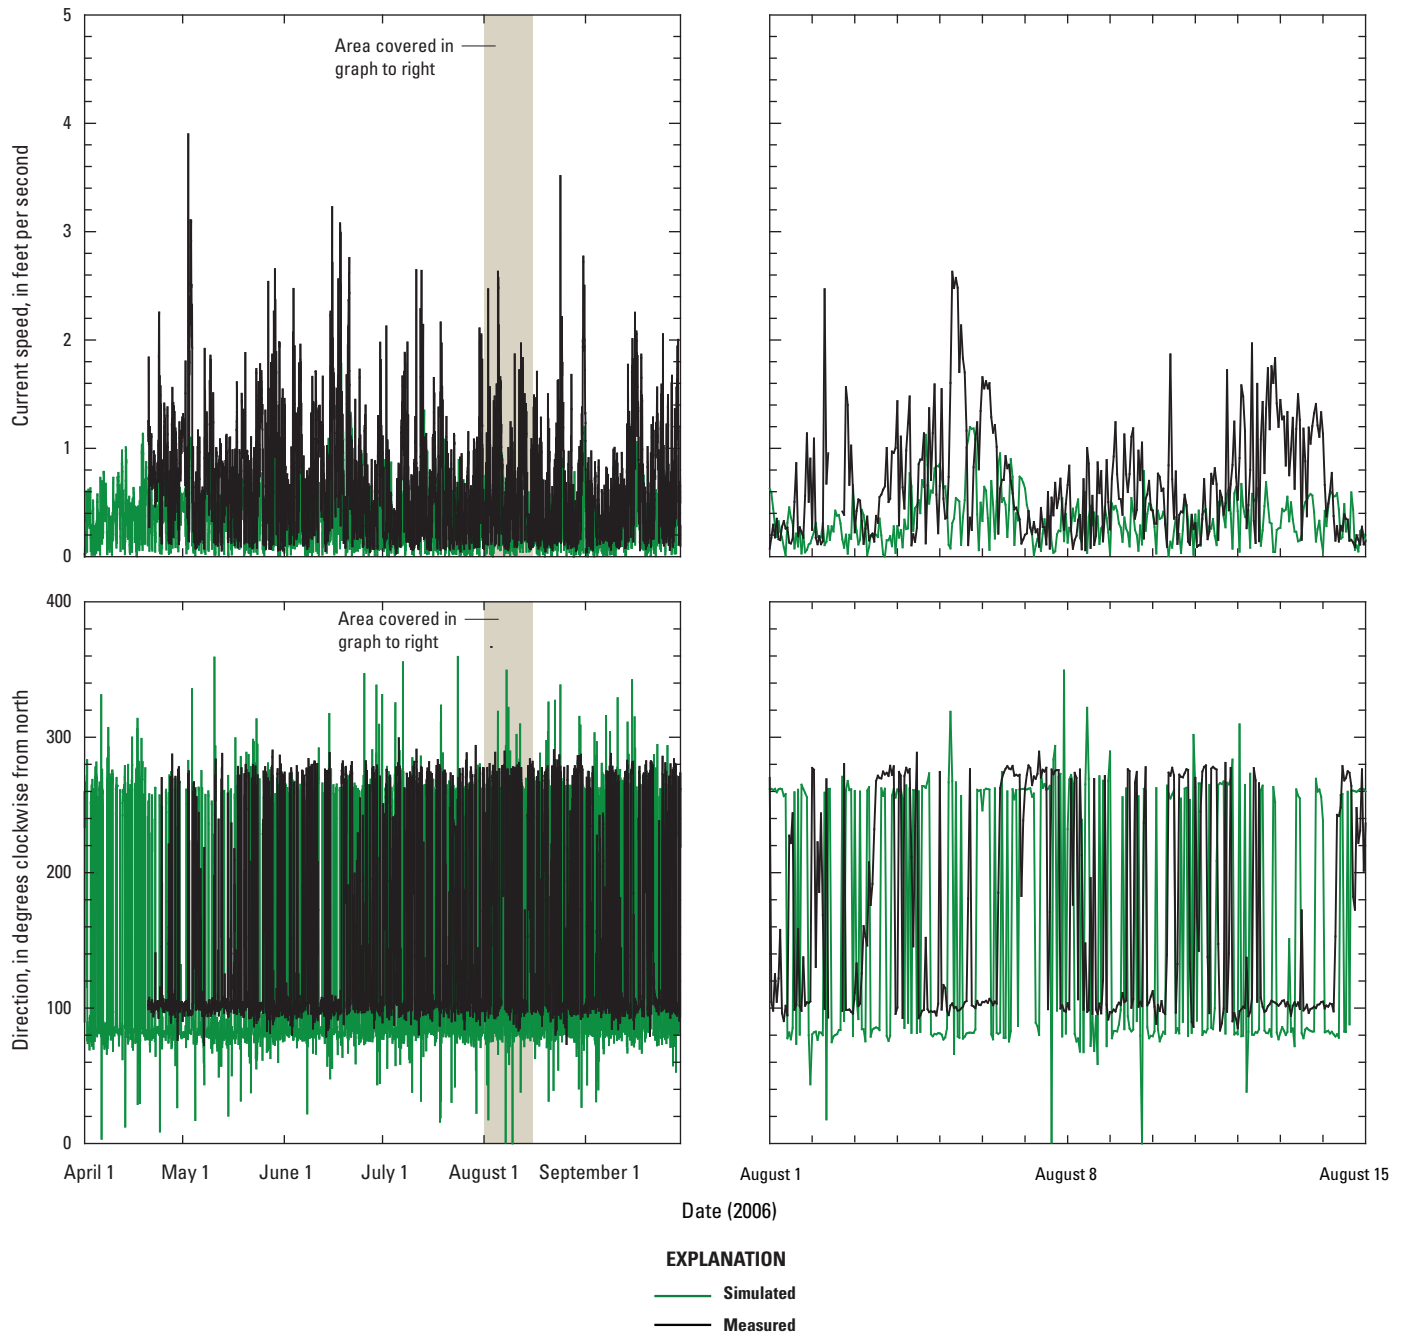 5
4
3
2
1
0
Current speed, in feet per second
Area covered in
graph to right
400
300
200
100
0
Direction, in degrees clockwise from north
Area covered in
graph to right
April 1 May 1 June 1 July 1 August 1 September 1
August 1 August 8 August 15
Date (2006)
EXPLANATION
Simulated
Measured